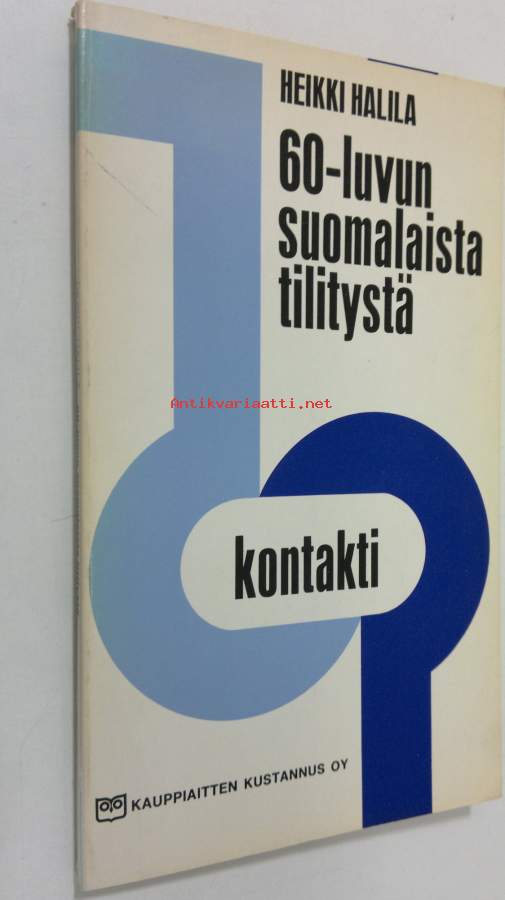 HEIKKI HALILA
60-luvun
suomalaista
tilitystä
Antikvariaatti.net
kontakti
KAUPPIAITTEN KUSTANNUS OY